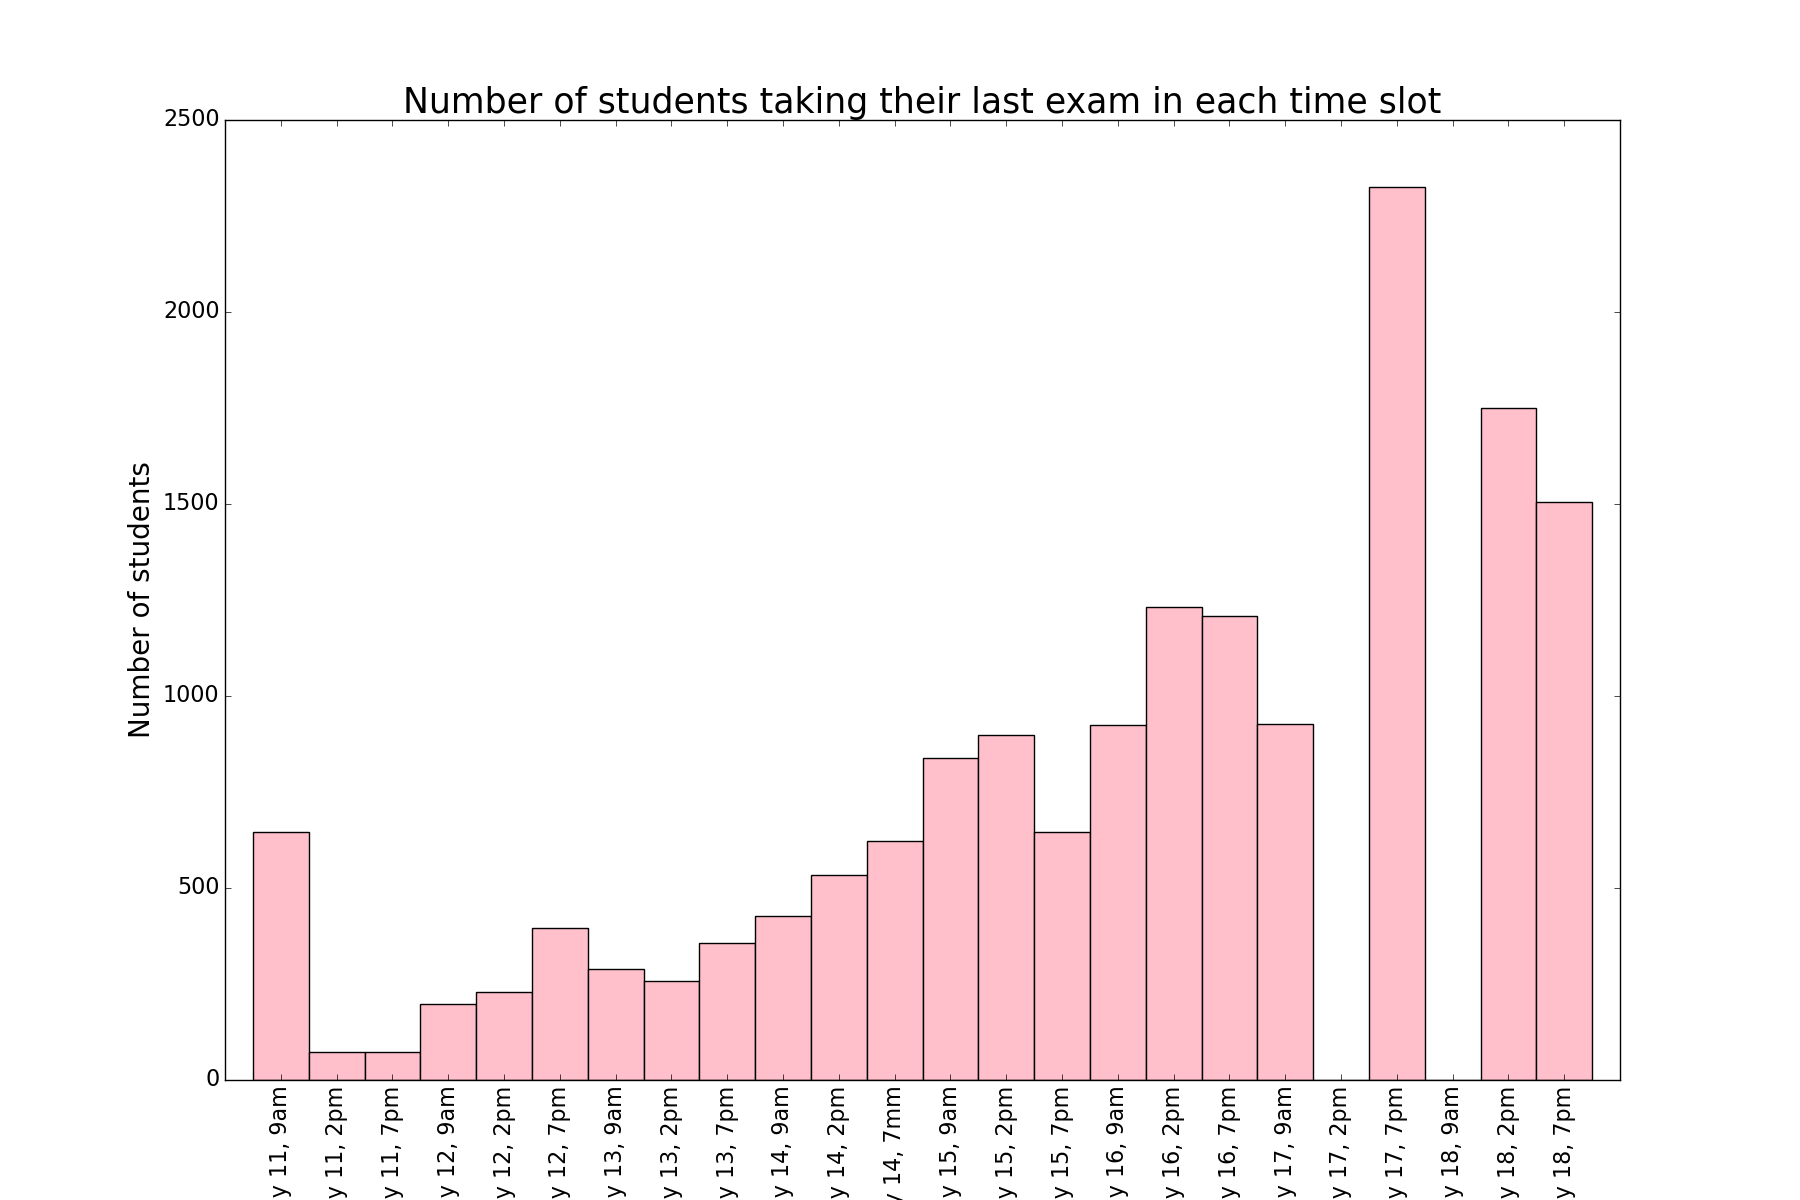 Number of students taking their last exam in each time slot
Number of students
2500
2000
1500
1000
500
0
y 11, 9am
y 11, 2pm
y 11, 7pm
y 12, 9am
y 12, 2pm
y 12, 7pm
y 13, 9am
y 13, 2pm
y 13, 7pm
y 14, 9am
y 14, 2pm
y 14, 7mm
y 15, 9am
y 15, 2pm
y 15, 7pm
y 16, 9am
y 16, 2pm
y 16, 7pm
y 17, 9am
y 17, 2pm
y 17, 7pm
y 18, 9am
y 18, 2pm
y 18, 7pm